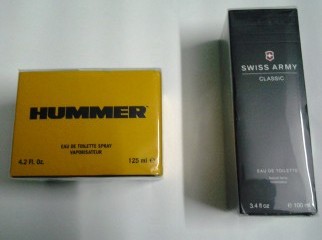 HUMMER
EAU DE TOILETTE SPRAY
VAPORISATEUR
4.2 Fl. Oz. 125 ml e
SWISS ARMY
CLASSIC
EAU DE TOILETTE
3.4 fl oz e 100 ml